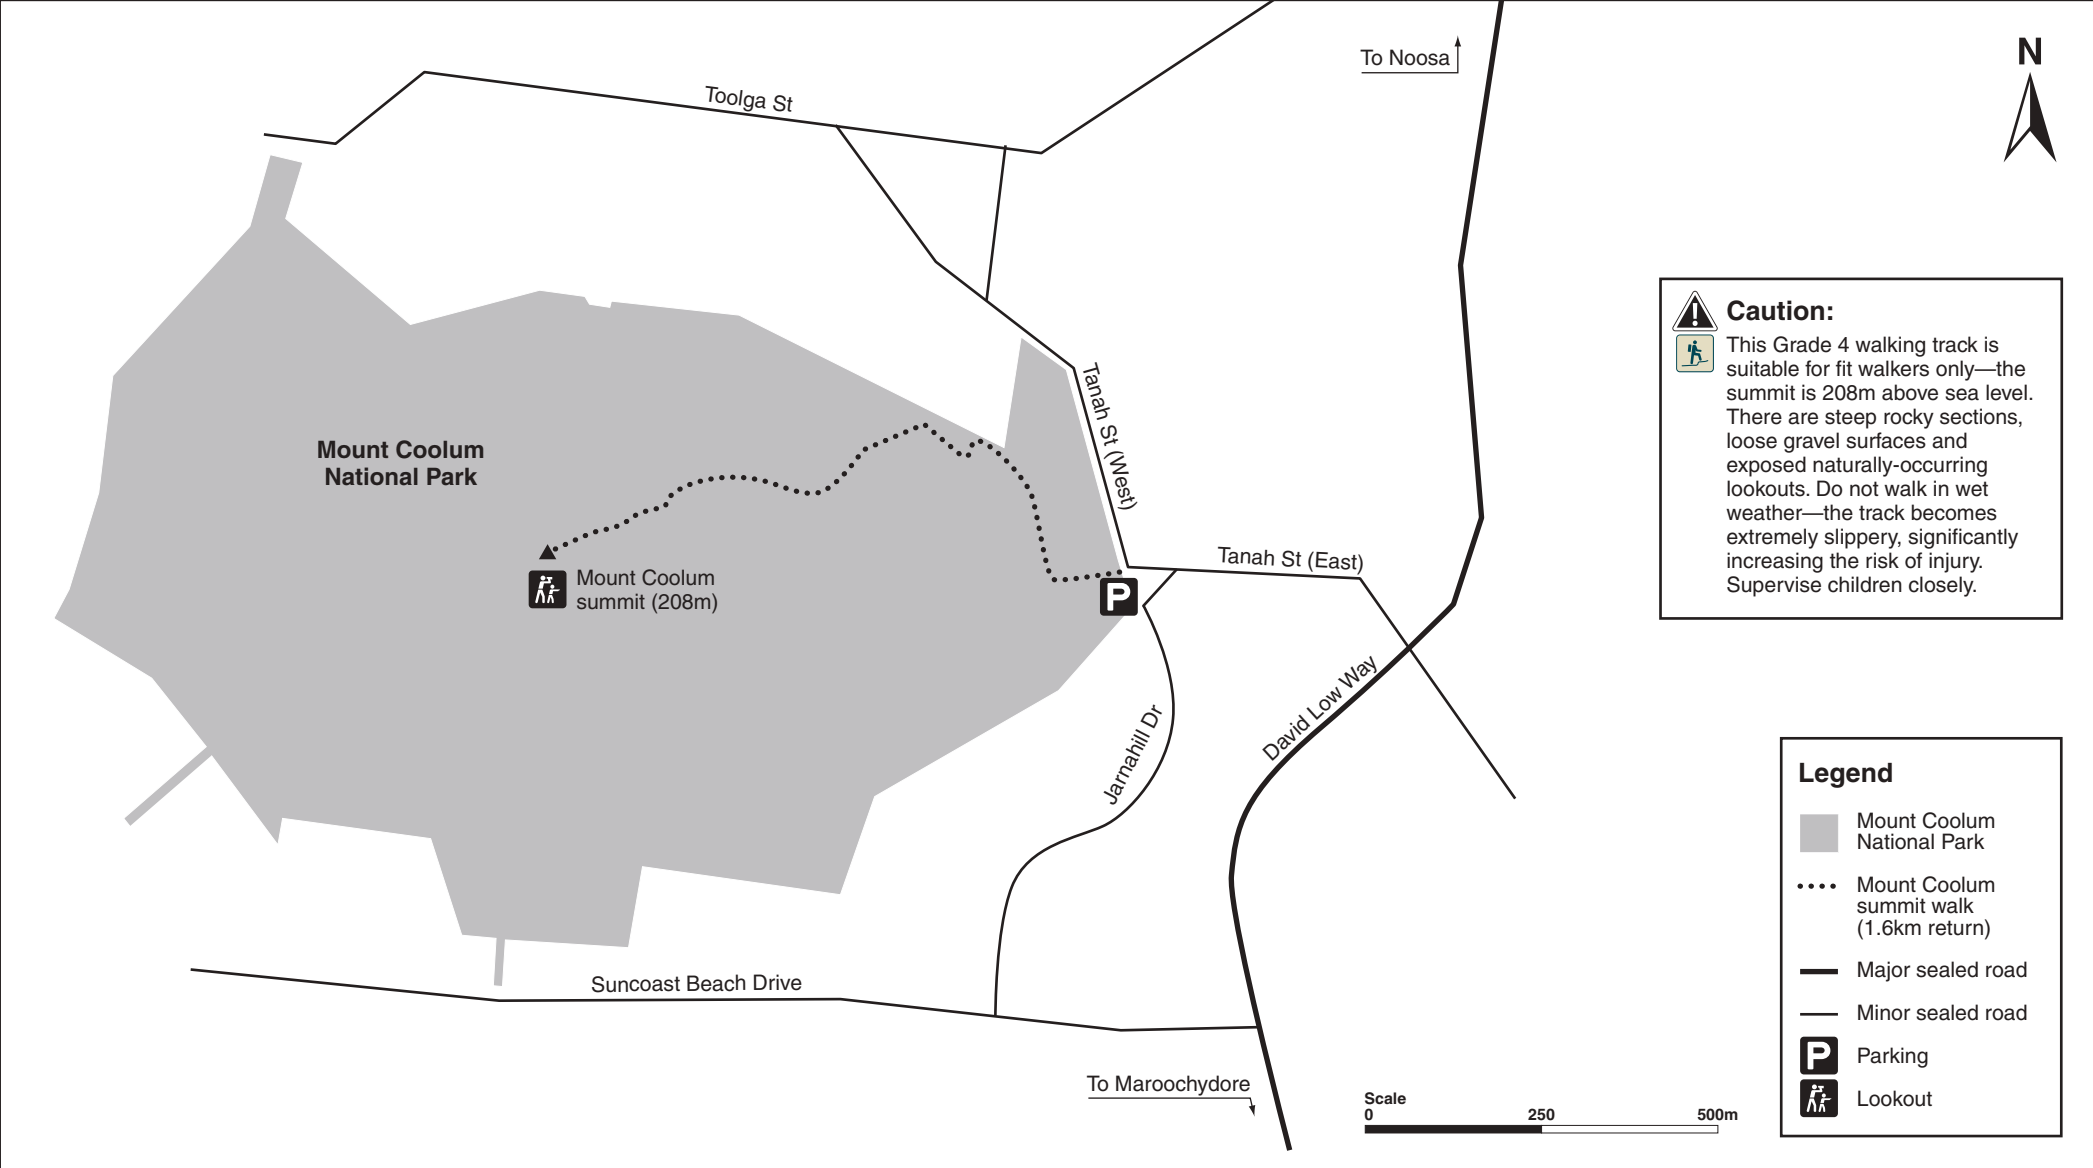 To Noosa
N
Toolga St
Caution:
This Grade 4 walking track is
suitable for fit walkers only—the
summit is 208m above sea level.
There are steep rocky sections,
loose gravel surfaces and
exposed naturally-occurring
lookouts. Do not walk in wet
weather—the track becomes
extremely slippery, significantly
increasing the risk of injury.
Supervise children closely.
Tanah St (West)
Mount Coolum
National Park
Tanah St (East)
Mount Coolum
summit (208m)
P
David Low Way
Jarnahill Dr
Legend
Mount Coolum
National Park
Mount Coolum
summit walk
(1.6km return)
Major sealed road
Minor sealed road
P Parking
Lookout
Suncoast Beach Drive
To Maroochydore
Scale
0 250 500m